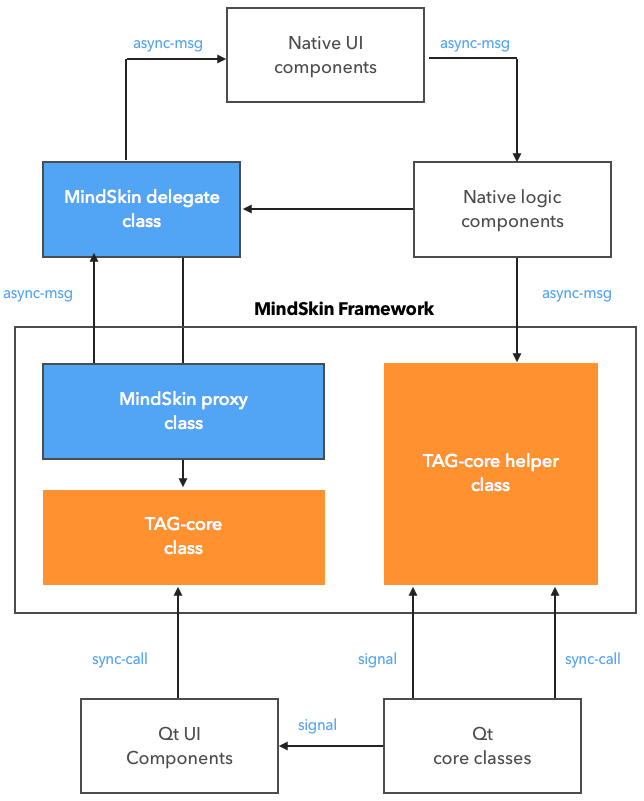 Native UI
components
async-msg
async-msg
MindSkin delegate
class
Native logic
components
async-msg
async-msg
MindSkin Framework
MindSkin proxy
class
TAG-core helper
class
TAG-core
class
sync-call
signal
sync-call
Qt UI
Components
signal
Qt
core classes